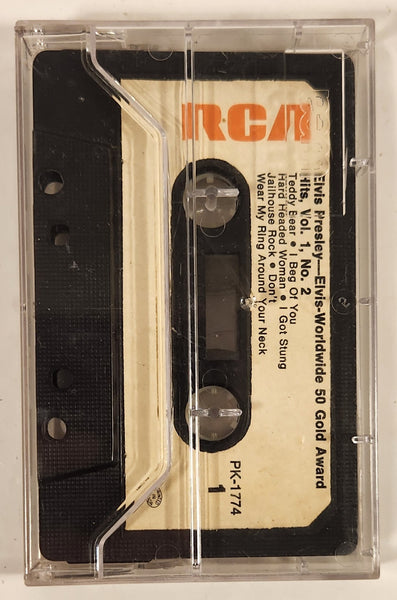 RCA
Elvis Presley—Elvis-Worldwide 50 Gold Award
Hits, Vol. 1, No. 2
Teddy Bear • I Beg Of You
Hard Headed Woman • I Got Stung
Jailhouse Rock • Don't
Wear My Ring Around Your Neck
PK-1774
1